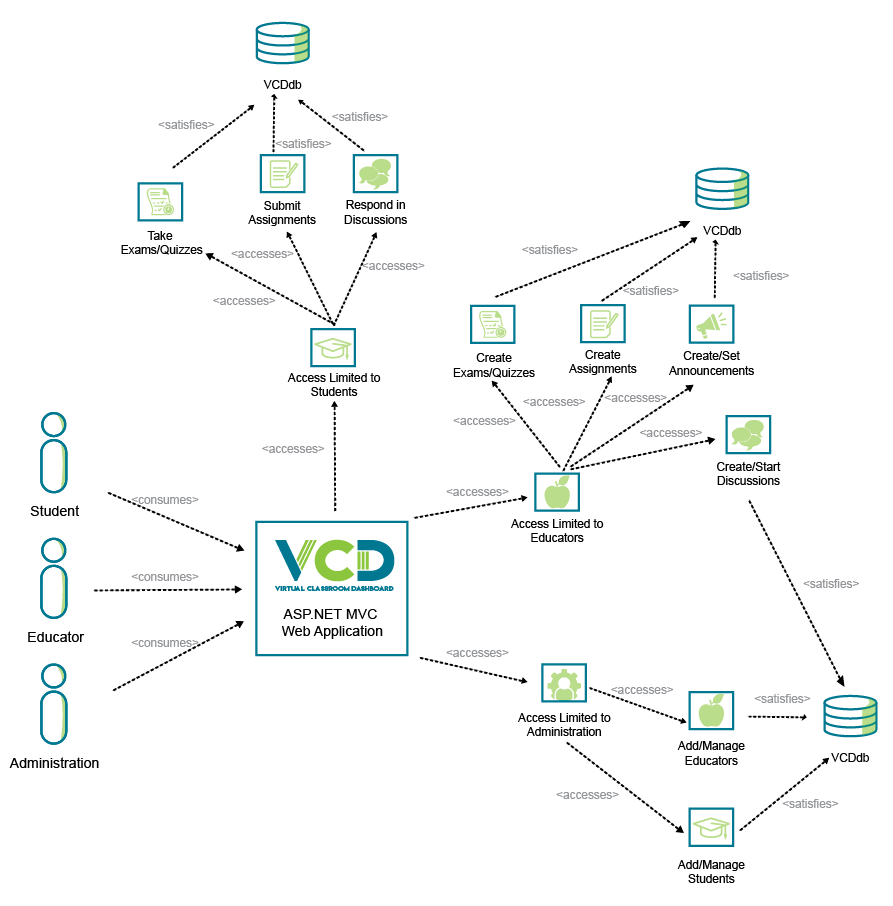 VCDdb
<satisfies>
<satisfies>
<satisfies>
Take
Exams/Quizzes
Submit
Assignments
Respond in
Discussions
<accesses>
<accesses>
<accesses>
Access Limited to
Students
<accesses>
VCDdb
<satisfies>
<satisfies>
<satisfies>
Create
Exams/Quizzes
Create
Assignments
Create/Set
Announcements
<accesses>
<accesses>
<accesses>
<accesses>
Create/Start
Discussions
Access Limited to
Educators
<accesses>
Student
<consumes>
Educator
<consumes>
Administration
<consumes>
VCD
VIRTUAL CLASSROOM DASHBOARD
ASP.NET MVC
Web Application
<satisfies>
<accesses>
Access Limited to
Administration
<accesses>
Add/Manage
Educators
<satisfies>
VCDdb
<accesses>
Add/Manage
Students
<satisfies>